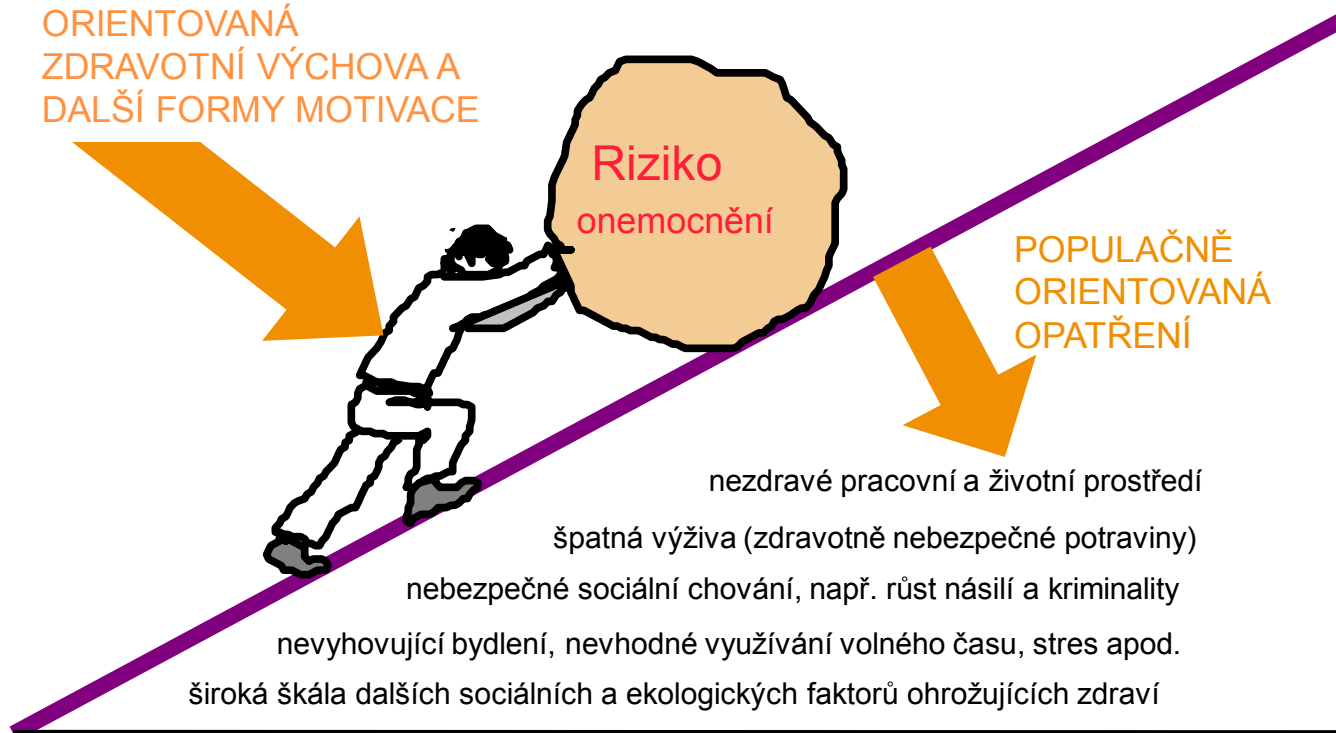 ORIENTOVANÁ
ZDRAVOTNÍ VÝCHOVA A
DALŠÍ FORMY MOTIVACE
Riziko
onemocnění
POPULAČNĚ
ORIENTOVANÁ
OPATŘENÍ
nezdravé pracovní a životní prostředí
špatná výživa (zdravotně nebezpečné potraviny)
nebezpečné sociální chování, např. růst násilí a kriminality
nevyhovující bydlení, nevhodné využívání volného času, stres apod.
široká škála dalších sociálních a ekologických faktorů ohrožujících zdraví